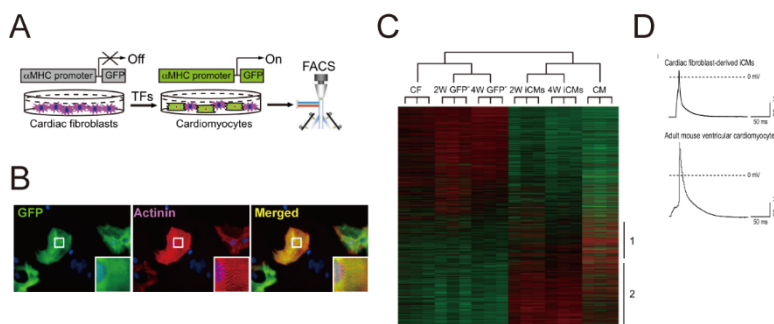 A
Off
αMHC promoter
GFP
On
αMHC promoter
GFP
FACS
TFs
Cardiac fibroblasts
Cardiomyocytes
B
GFP
Actinin
Merged
C
CF
2W GFP⁻
4W GFP⁻
2W iCMs
4W iCMs
CM
1
2
D
Cardiac fibroblast-derived iCMs
0 mV
50 ms
Adult mouse ventricular cardiomyocyte
0 mV
50 ms